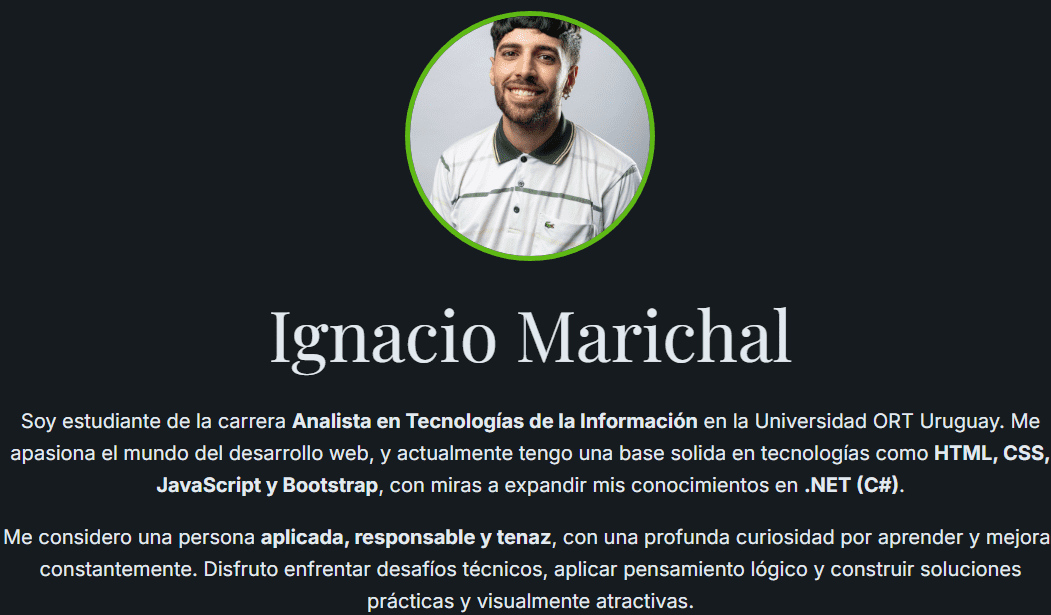 Ignacio Marichal
Soy estudiante de la carrera Analista en Tecnologías de la Información en la Universidad ORT Uruguay. Me
apasiona el mundo del desarrollo web, y actualmente tengo una base solida en tecnologías como HTML, CSS,
JavaScript y Bootstrap, con miras a expandir mis conocimientos en .NET (C#).
Me considero una persona aplicada, responsable y tenaz, con una profunda curiosidad por aprender y mejora
constantemente. Disfruto enfrentar desafíos técnicos, aplicar pensamiento lógico y construir soluciones
prácticas y visualmente atractivas.